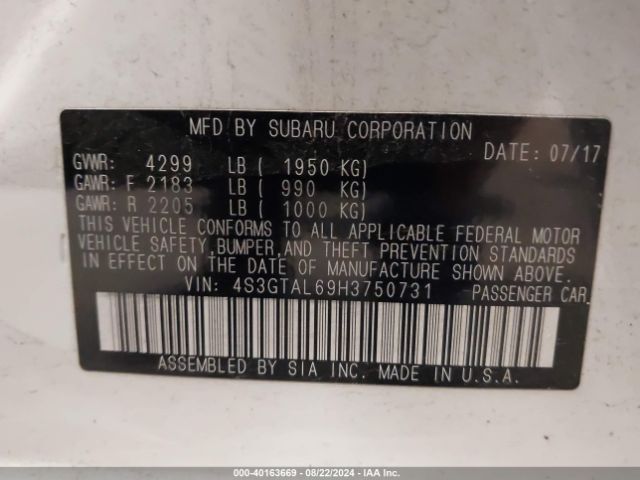 MFD BY SUBARU CORPORATION
DATE: 07/17
GVWR: 4299 LB ( 1950 KG)
GAWR: F 2183 LB ( 990 KG)
GAWR: R 2205 LB ( 1000 KG)
THIS VEHICLE CONFORMS TO ALL APPLICABLE FEDERAL MOTOR
VEHICLE SAFETY, BUMPER, AND THEFT PREVENTION STANDARDS
IN EFFECT ON THE DATE OF MANUFACTURE SHOWN ABOVE.
VIN: 4S3GTAL69H3750731 PASSENGER CAR
ASSEMBLED BY SIA INC. MADE IN U.S.A.
000-40163669 - 08/22/2024 - IAA Inc.